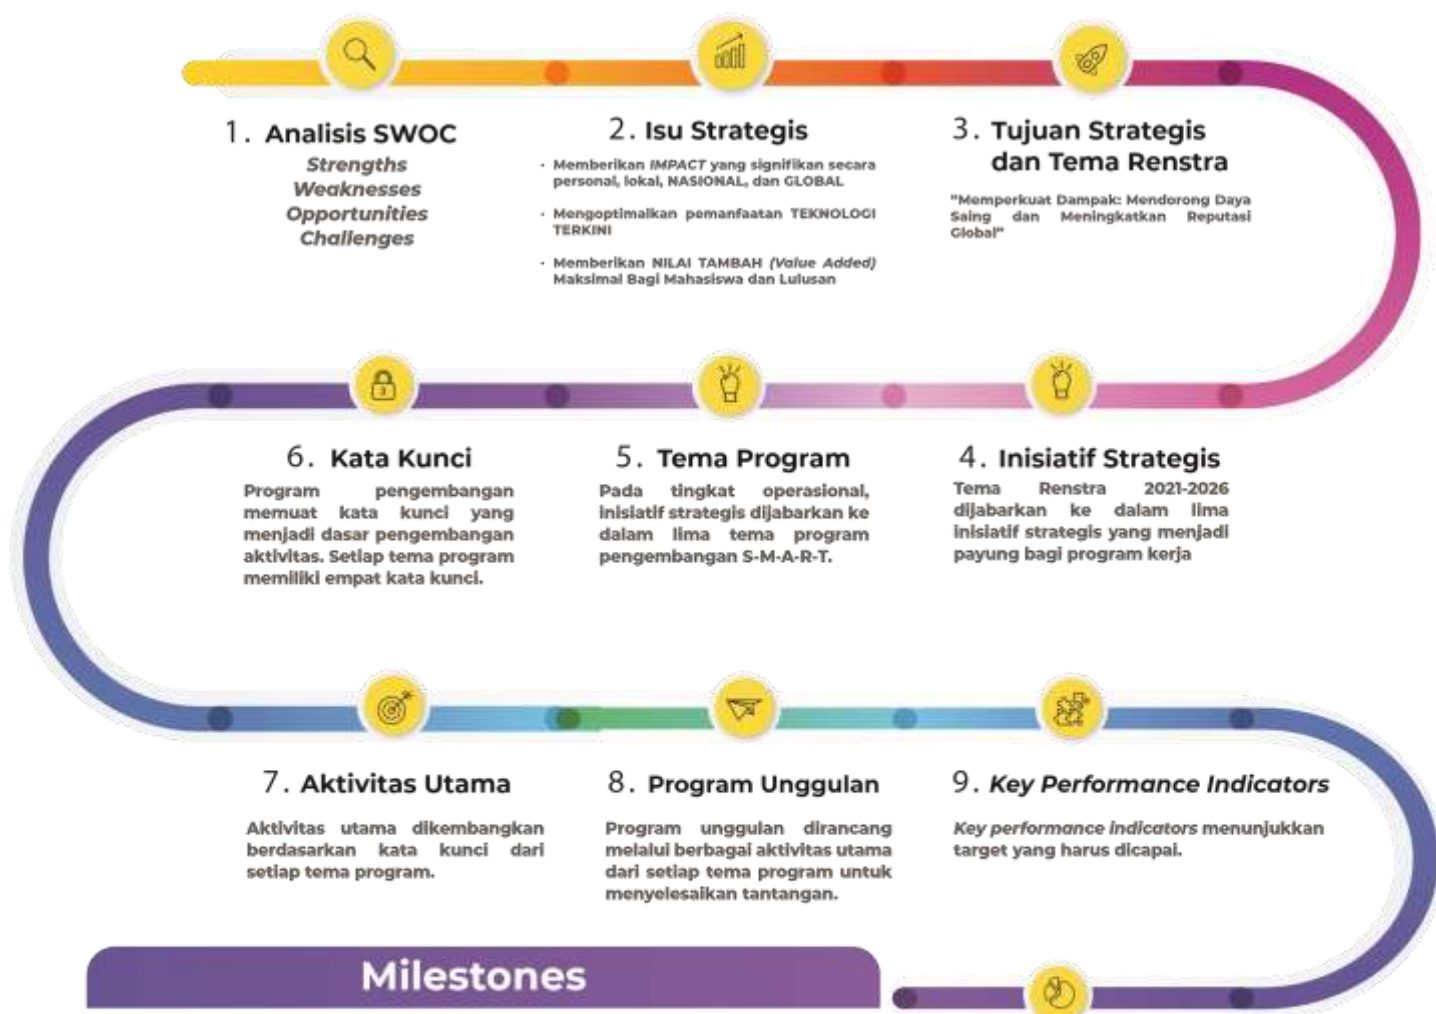 1. Analisis SWOC
Strengths
Weaknesses
Opportunities
Challenges
2. Isu Strategis
- Memberikan IMPACT yang signifikan secara
personal, lokal, NASIONAL, dan GLOBAL
- Mengoptimalkan pemanfaatan TEKNOLOGI
TERKINI
- Memberikan NILAI TAMBAH (Value Added)
Maksimal Bagi Mahasiswa dan Lulusan
3. Tujuan Strategis
dan Tema Renstra
"Memperkuat Dampak: Mendorong Daya
Saing dan Meningkatkan Reputasi
Global"
6. Kata Kunci
Program pengembangan
memuat kata kunci yang
menjadi dasar pengembangan
aktivitas. Setiap tema program
memiliki empat kata kunci.
5. Tema Program
Pada tingkat operasional,
inisiatif strategis dijabarkan ke
dalam lima tema program
pengembangan S-M-A-R-T.
4. Inisiatif Strategis
Tema Renstra 2021-2026
dijabarkan ke dalam lima
inisiatif strategis yang menjadi
payung bagi program kerja
7. Aktivitas Utama
Aktivitas utama dikembangkan
berdasarkan kata kunci dari
setiap tema program.
8. Program Unggulan
Program unggulan dirancang
melalui berbagai aktivitas utama
dari setiap tema program untuk
menyelesaikan tantangan.
9. Key Performance Indicators
Key performance indicators menunjukkan
target yang harus dicapai.
Milestones